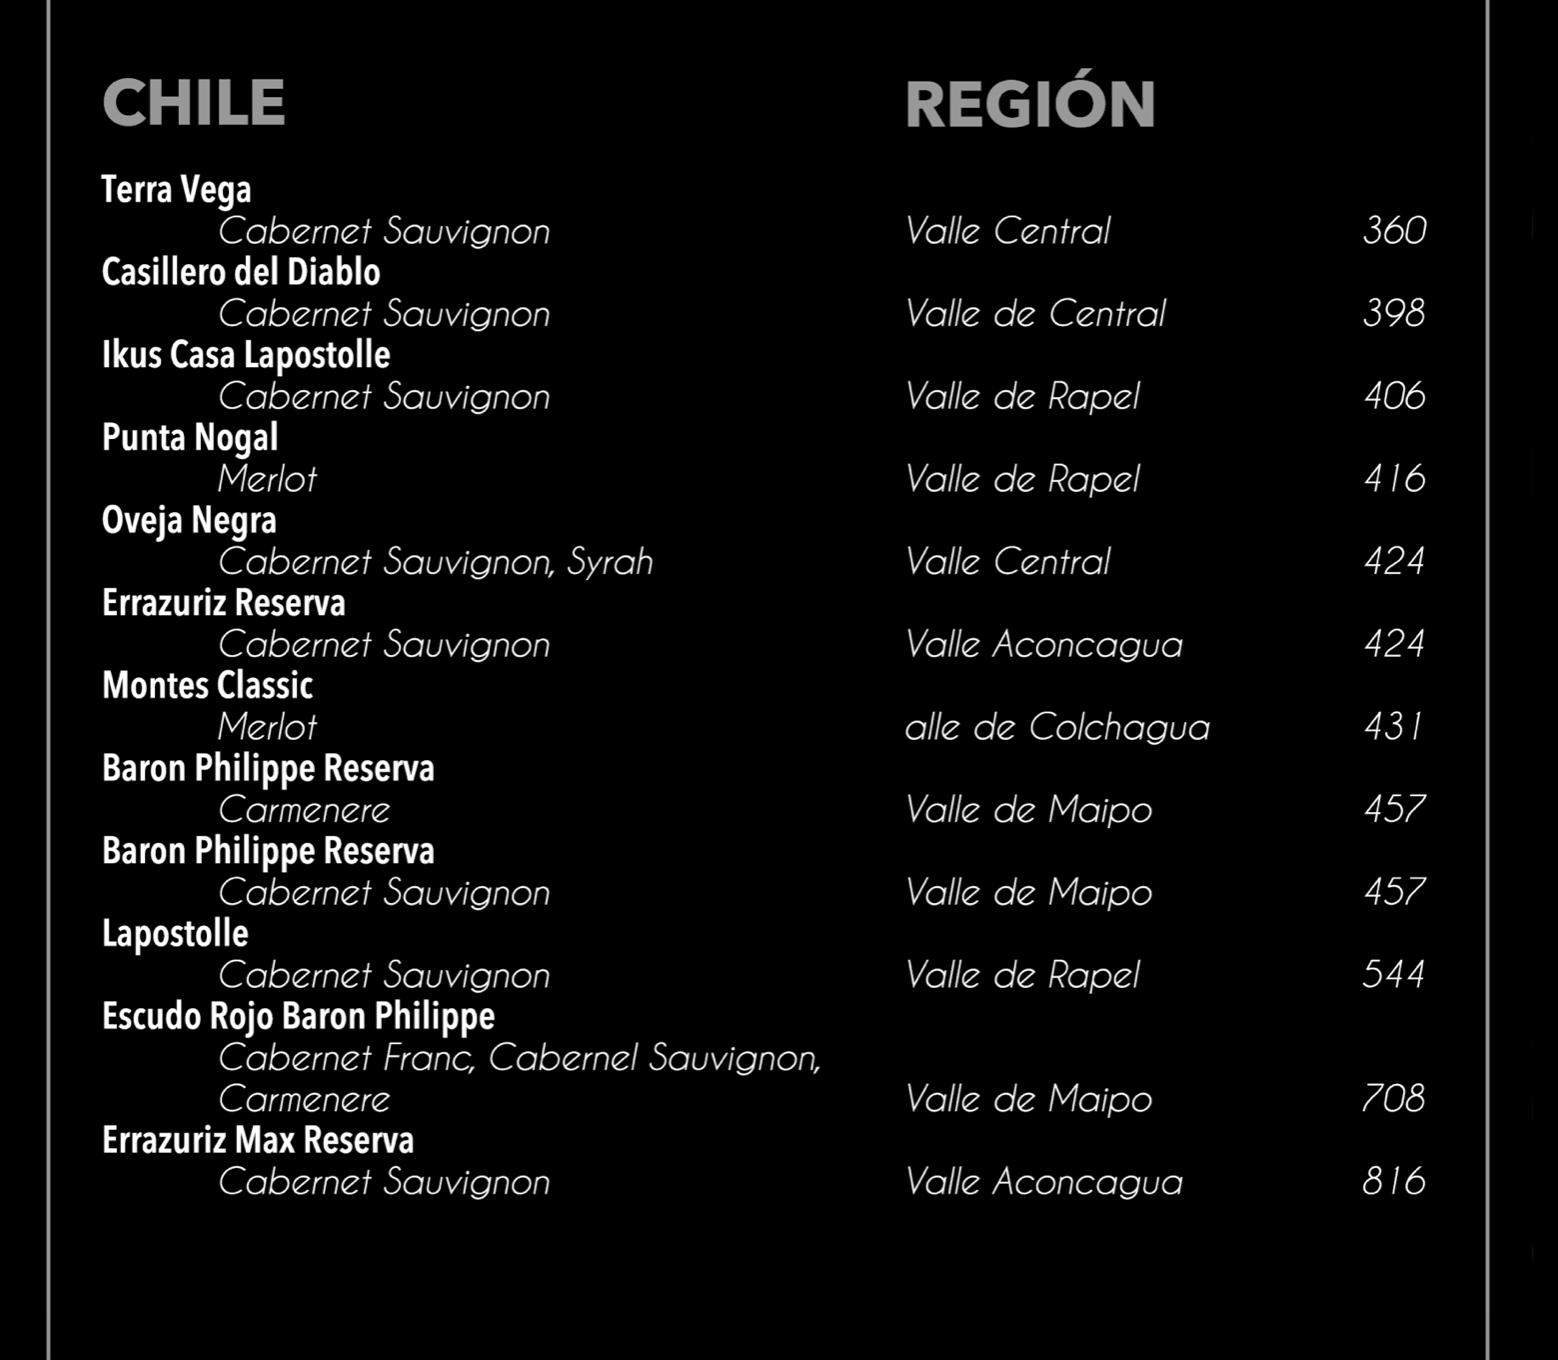 CHILE REGIÓN
Terra Vega
Cabernet Sauvignon Valle Central 360
Casillero del Diablo
Cabernet Sauvignon Valle de Central 398
Ikus Casa Lapostolle
Cabernet Sauvignon Valle de Rapel 406
Punta Nogal
Merlot Valle de Rapel 416
Oveja Negra
Cabernet Sauvignon, Syrah Valle Central 424
Errazuriz Reserva
Cabernet Sauvignon Valle Aconcagua 424
Montes Classic
Merlot alle de Colchagua 431
Baron Philippe Reserva
Carmenere Valle de Maipo 457
Baron Philippe Reserva
Cabernet Sauvignon Valle de Maipo 457
Lapostolle
Cabernet Sauvignon Valle de Rapel 544
Escudo Rojo Baron Philippe
Cabernet Franc, Cabernel Sauvignon,
Carmenere Valle de Maipo 708
Errazuriz Max Reserva
Cabernet Sauvignon Valle Aconcagua 816